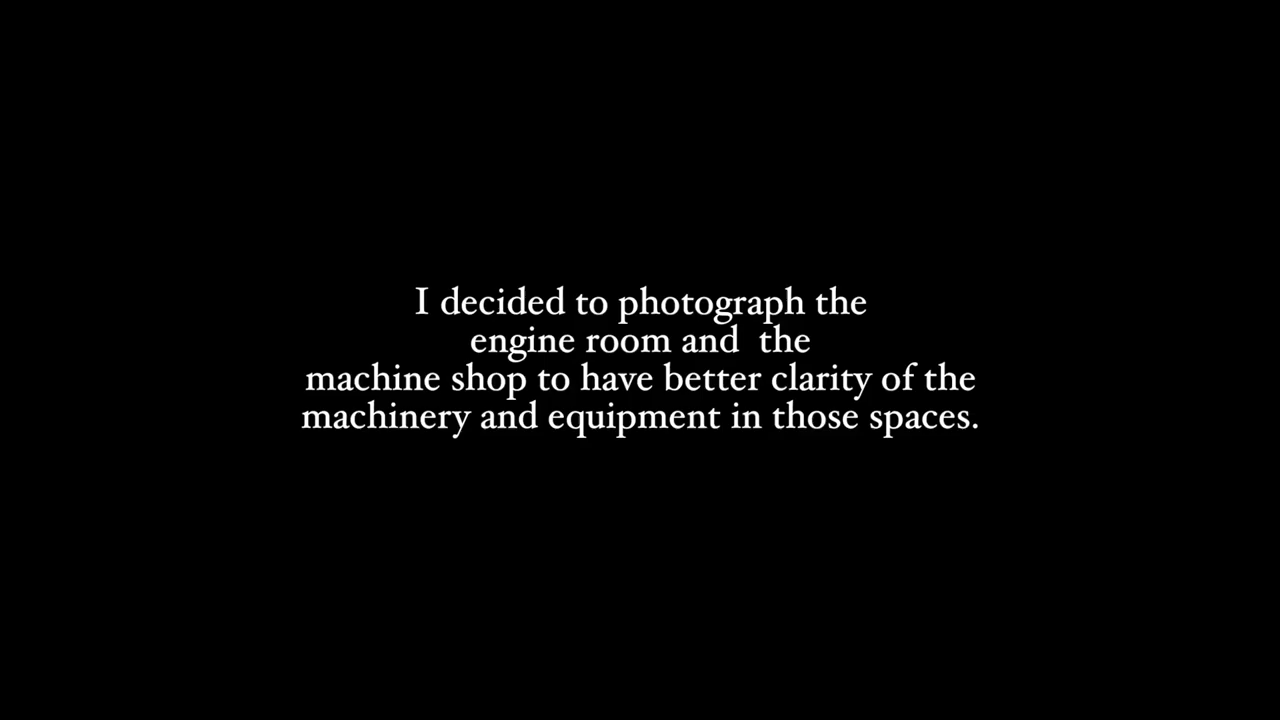 I decided to photograph the
engine room and  the
machine shop to have better clarity of the
machinery and equipment in those spaces.